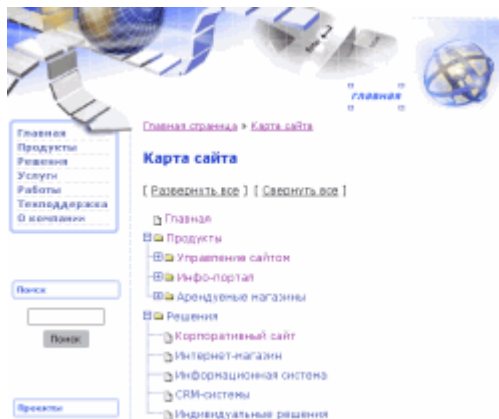 главная
Главная страница » Карта сайта
Главная
Продукты
Решения
Услуги
Работы
Техподдержка
О компании
Карта сайта
[ Развернуть все ] [ Свернуть все ]
Главная
Продукты
Управление сайтом
Инфо-портал
Арендуемые магазины
Решения
Корпоративный сайт
Интернет-магазин
Информационная система
CRM-системы
Индивидуальные решения
Поиск
Поиск
Проекты